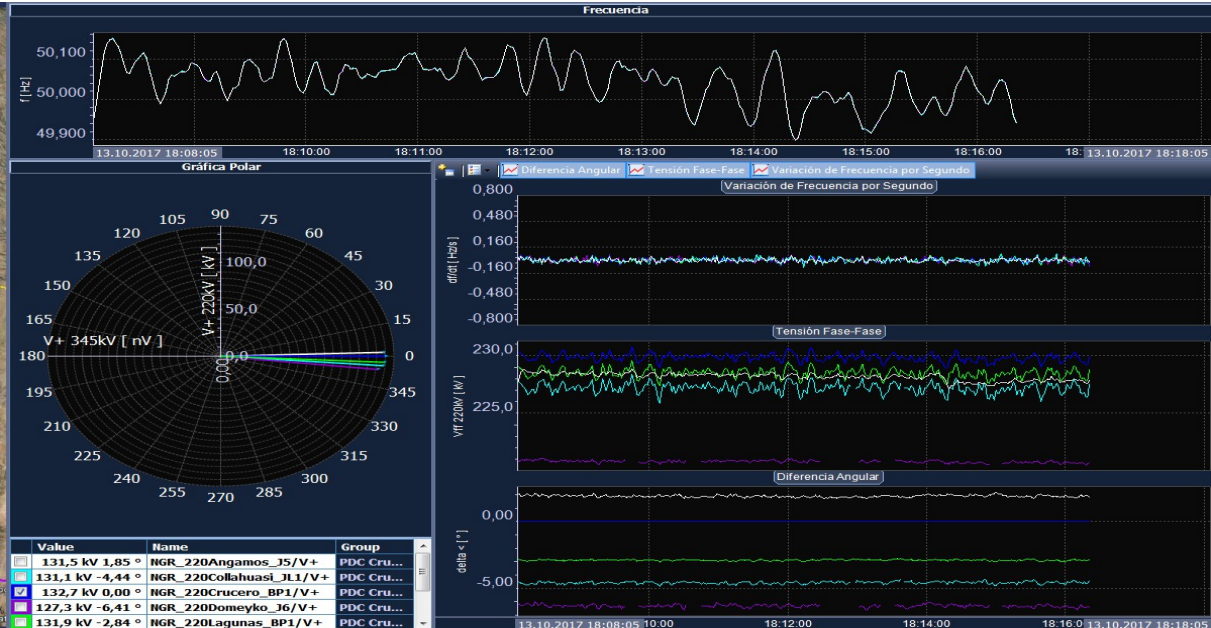 Frecuencia
50,100
50,000
49,900
f [ Hz]
13.10.2017 18:08:05 18:10:00 18:11:00 18:12:00 18:13:00 18:14:00 18:15:00 18:16:00 18: 13.10.2017 18:18:05
Gráfica Polar
90
105 75
120 60
135 45
150 30
165 15
180 0
195 345
210 330
225 315
240 300
255 270 285
V+ 220kV [ kV ]
100,0
50,0
V+ 345kV [ nV ]
0,0
0,00
Diferencia Angular Tensión Fase-Fase Variación de Frecuencia por Segundo
Variación de Frecuencia por Segundo
0,800
0,480
0,160
-0,160
-0,480
-0,800
df/dt [ Hz/s ]
Tensión Fase-Fase
230,0
225,0
Vff 220kV [ kV ]
Diferencia Angular
0,00
-5,00
delta < [ ° ]
13.10.2017 18:08:05 10:00 18:12:00 18:14:00 18:16:0 13.10.2017 18:18:05
Value Name Group
131,5 kV 1,85 ° NGR_220Angamos_J5/V+ PDC Cru...
131,1 kV -4,44 ° NGR_220Collahuasi_JL1/V+ PDC Cru...
132,7 kV 0,00 ° NGR_220Crucero_BP1/V+ PDC Cru...
127,3 kV -6,41 ° NGR_220Domeyko_J6/V+ PDC Cru...
131,9 kV -2,84 ° NGR_220Lagunas_BP1/V+ PDC Cru...